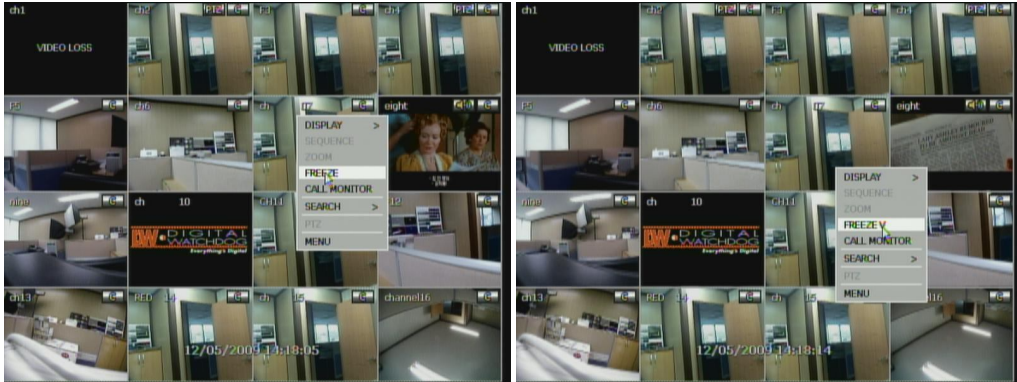 ch1
ch2 PTZ C
F3 C
ch4 PTZ C
VIDEO LOSS
F5 C
ch6 C
ch 07 C
eight C
DISPLAY >
SEQUENCE
ZOOM
FREEZE
CALL MONITOR
SEARCH >
PTZ
MENU
nine
ch 10
CH11
12
DIGITAL
WATCHDOG
Everything's Digital
ch13 C
RED 14 C
ch 15 C
channel16 C
12/05/2009 14:18:05
ch1
ch2 PTZ C
F3 C
ch4 PTZ C
VIDEO LOSS
F5 C
ch6 C
ch 07 C
eight C
DISPLAY >
SEQUENCE
ZOOM
FREEZE V
CALL MONITOR
SEARCH >
PTZ
MENU
nine
ch 10
CH11
DIGITAL
WATCHDOG
Everything's Digital
ch13 C
RED 14 C
ch 15
l16 C
12/05/2009 14:18:14